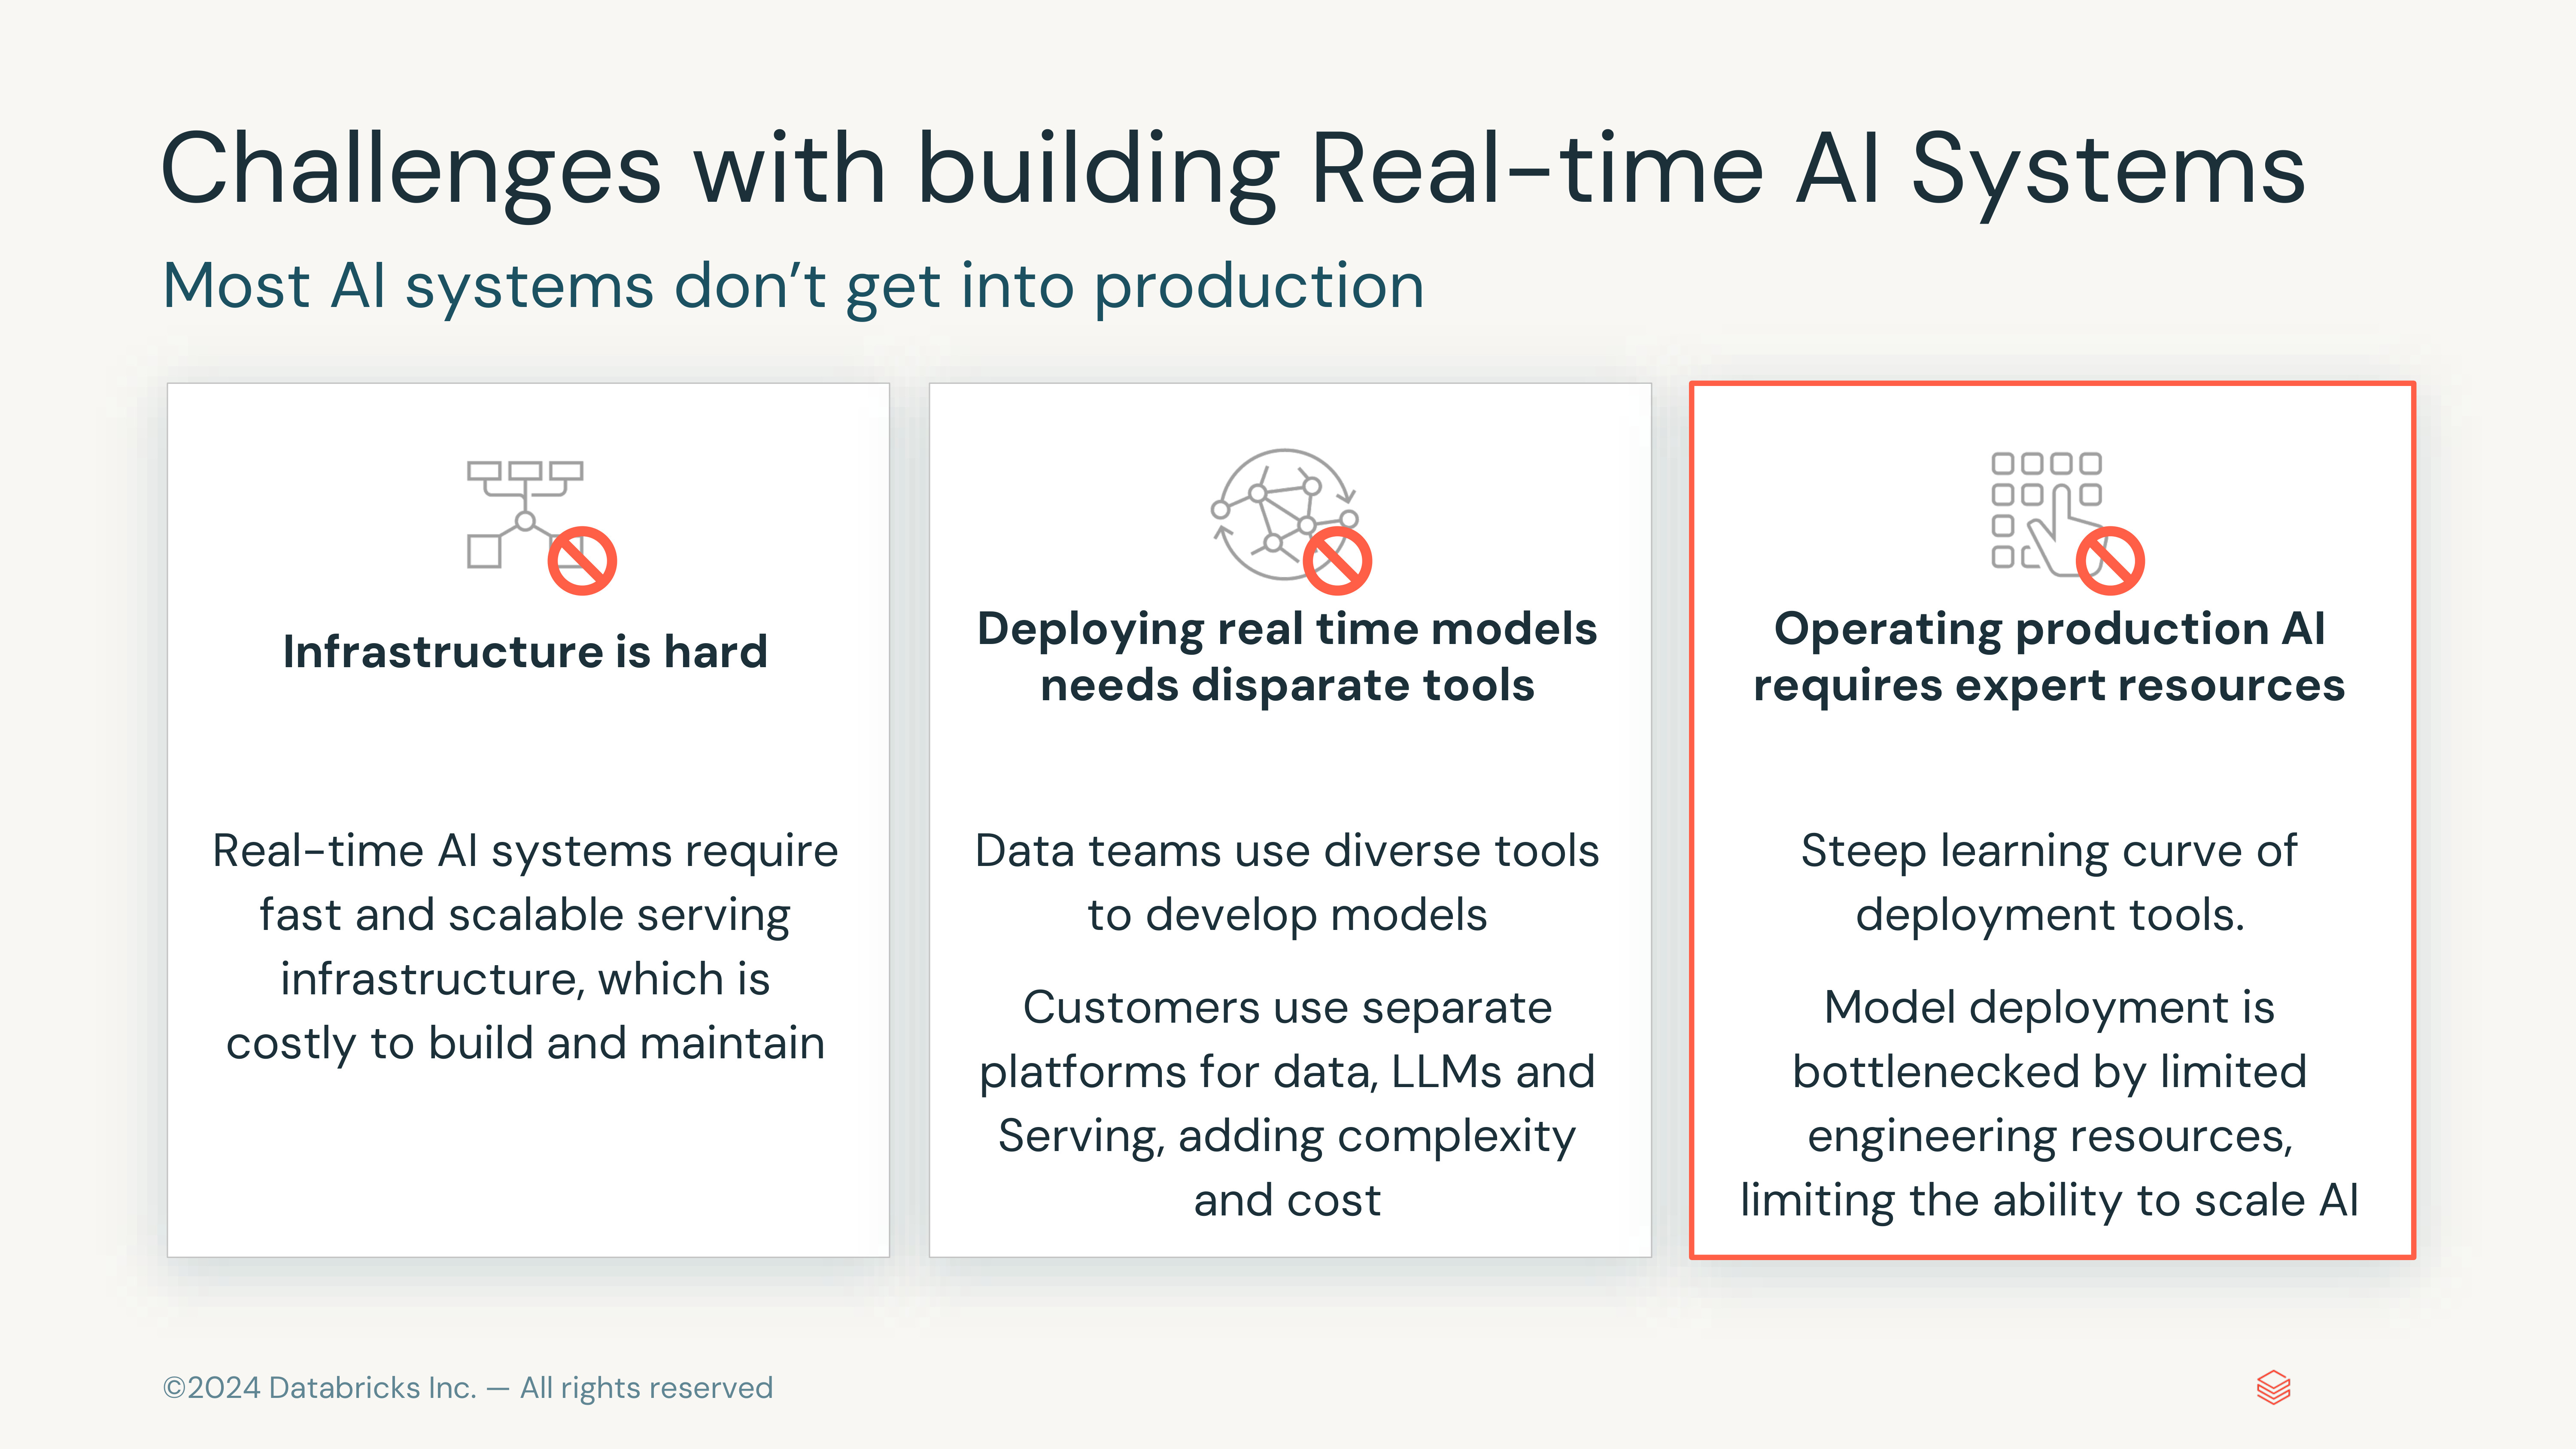 Challenges with building Real-time AI Systems
Most AI systems don’t get into production
Infrastructure is hard
Real-time AI systems require
fast and scalable serving
infrastructure, which is
costly to build and maintain
Deploying real time models
needs disparate tools
Data teams use diverse tools
to develop models
Customers use separate
platforms for data, LLMs and
Serving, adding complexity
and cost
Operating production AI
requires expert resources
Steep learning curve of
deployment tools.
Model deployment is
bottlenecked by limited
engineering resources,
limiting the ability to scale AI
©2024 Databricks Inc. — All rights reserved